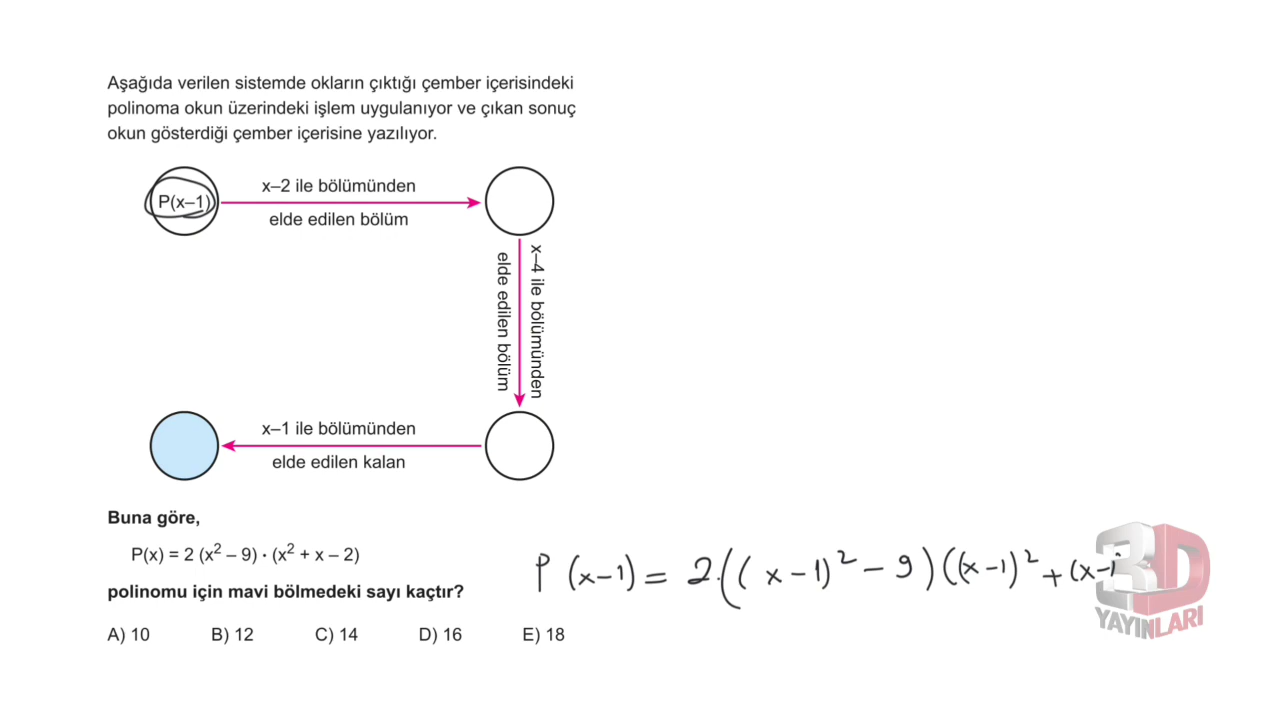 Aşağıda verilen sistemde okların çıktığı çember içerisindeki
polinoma okun üzerindeki işlem uygulanıyor ve çıkan sonuç
okun gösterdiği çember içerisine yazılıyor.
P(x–1)
x–2 ile bölümünden
elde edilen bölüm
x–4 ile bölümünden
elde edilen bölüm
x–1 ile bölümünden
elde edilen kalan
Buna göre,
P(x) = 2 (x² – 9) · (x² + x – 2)
polinomu için mavi bölmedeki sayı kaçtır?
A) 10 B) 12 C) 14 D) 16 E) 18
P (x–1) = 2.((x–1)² – 9)((x–1)² + (x–1
3D
YAYINLARI